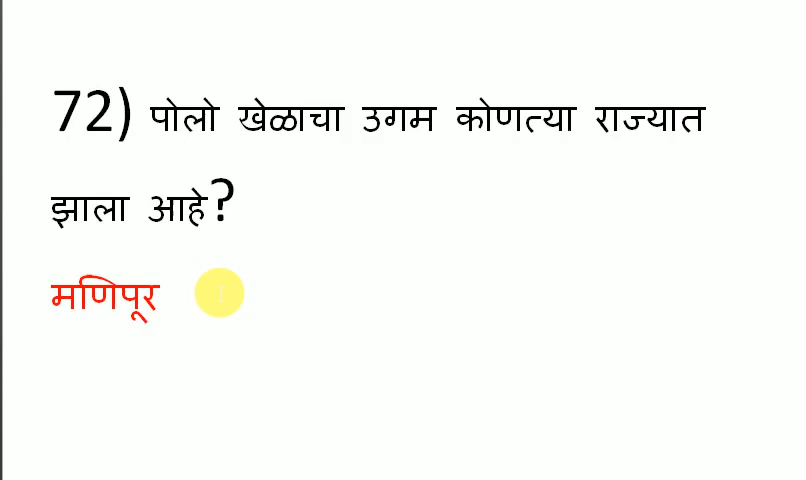 72) पोलो खेळाचा उगम कोणत्या राज्यात
झाला आहे?
मणिपूर